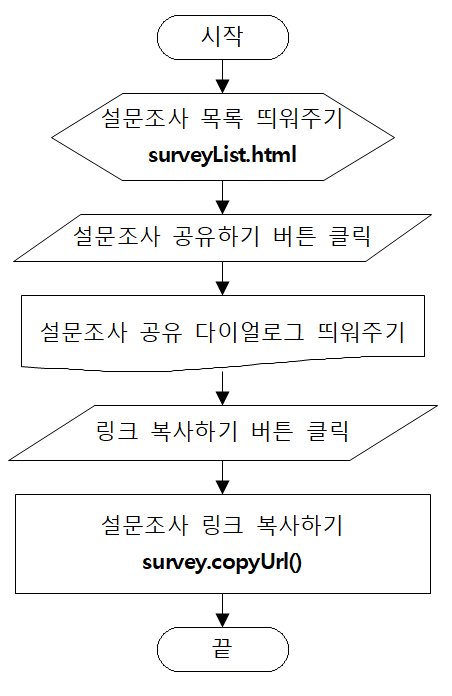 시작
설문조사 목록 띄워주기
surveyList.html
설문조사 공유하기 버튼 클릭
설문조사 공유 다이얼로그 띄워주기
링크 복사하기 버튼 클릭
설문조사 링크 복사하기
survey.copyUrl()
끝